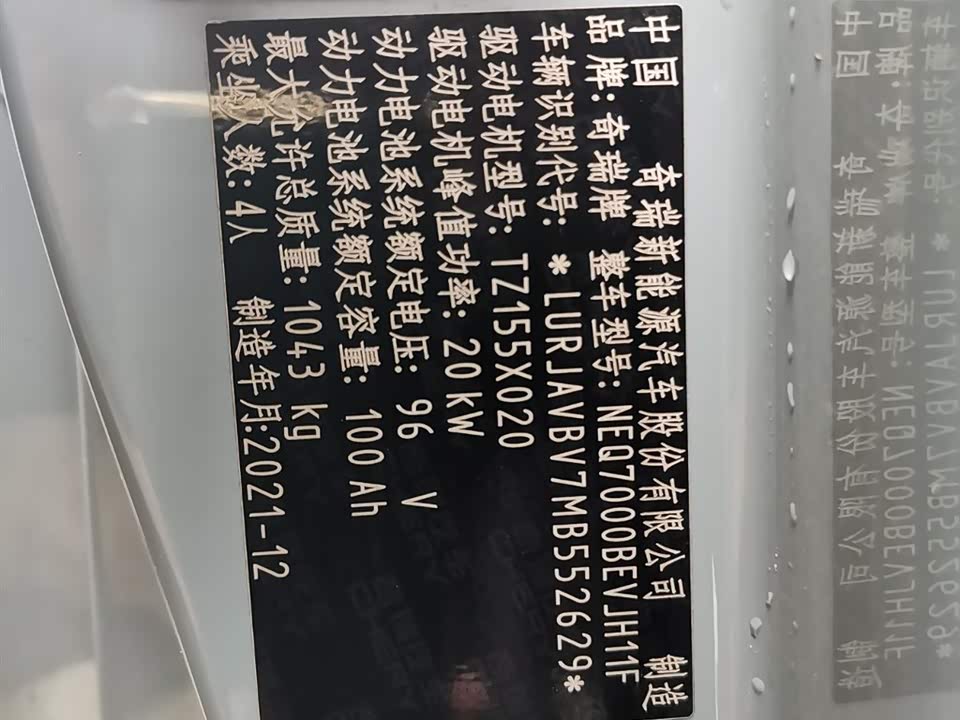 中国 奇瑞新能源汽车股份有限公司 制造
品牌:奇瑞牌 整车型号:NEQ7000BEVJH11F
车辆识别代号: *LURJAVBV7MB552629*
驱动电机型号: TZ155X020
驱动电机峰值功率: 20kW
动力电池系统额定电压: 96 V
动力电池系统额定容量: 100 Ah
最大允许总质量: 1043 kg
乘坐人数:4人 制造年月:2021-12